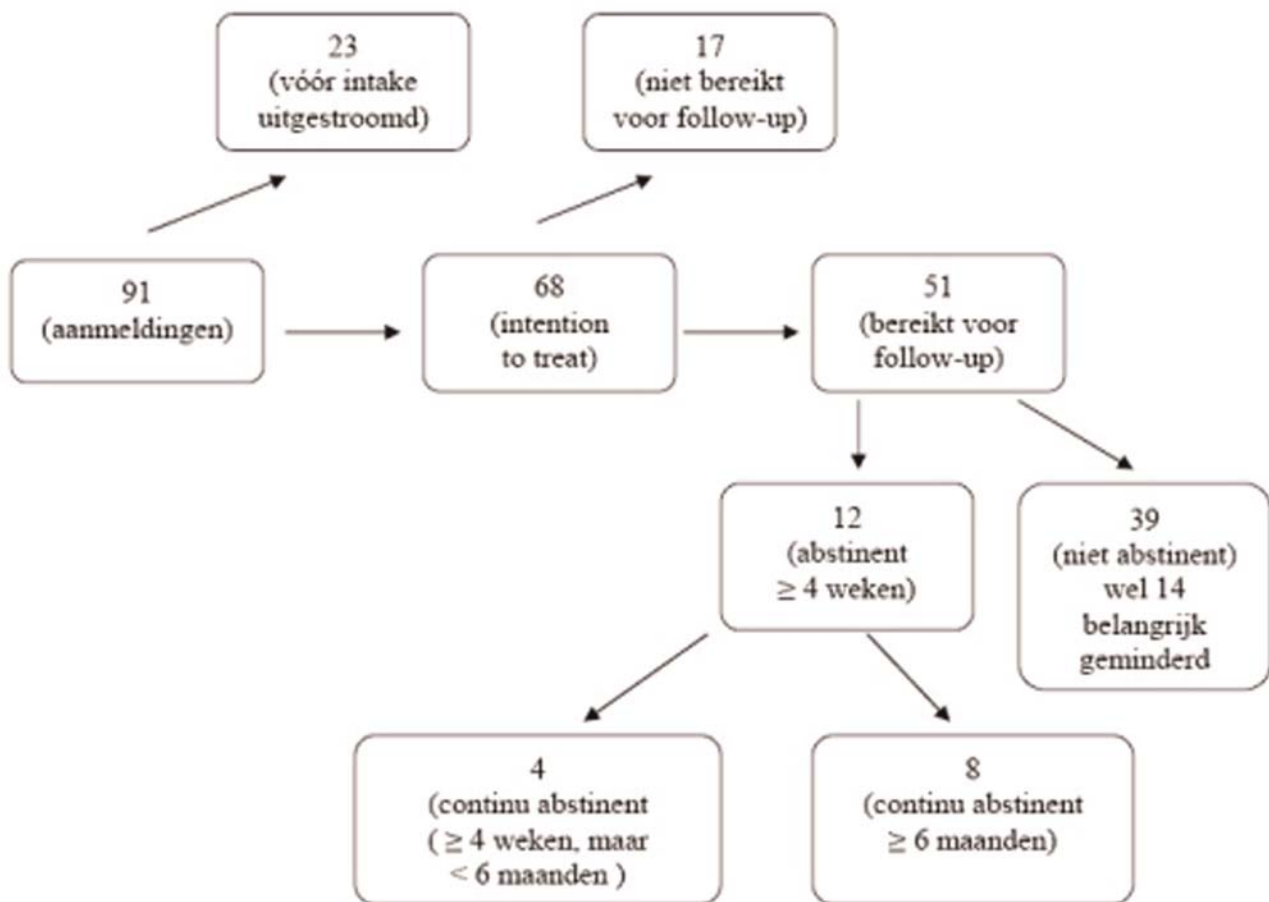 23
(vóór intake
uitgestroomd)
17
(niet bereikt
voor follow-up)
91
(aanmeldingen)
68
(intention
to treat)
51
(bereikt voor
follow-up)
12
(abstinent
≥ 4 weken)
39
(niet abstinent)
wel 14
belangrijk
geminderd
4
(continu abstinent
( ≥ 4 weken, maar
< 6 maanden )
8
(continu abstinent
≥ 6 maanden)